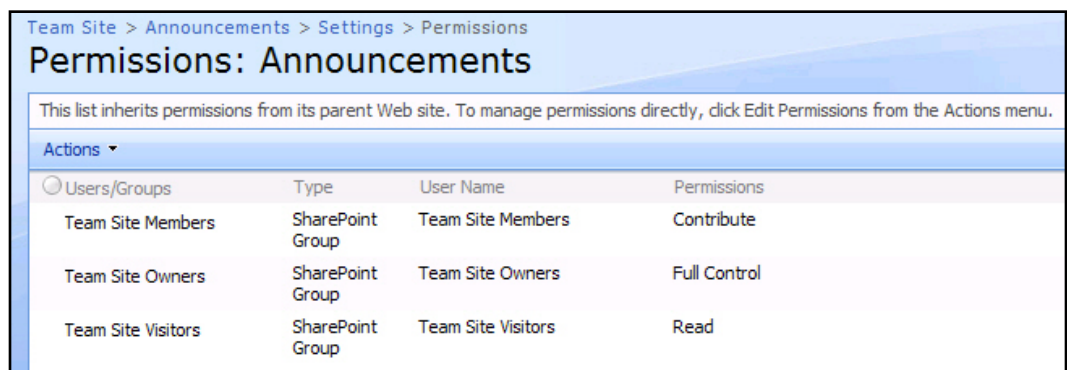 Team Site > Announcements > Settings > Permissions
Permissions: Announcements
This list inherits permissions from its parent Web site. To manage permissions directly, click Edit Permissions from the Actions menu.
Actions
Users/Groups Type User Name Permissions
Team Site Members SharePoint Group Team Site Members Contribute
Team Site Owners SharePoint Group Team Site Owners Full Control
Team Site Visitors SharePoint Group Team Site Visitors Read